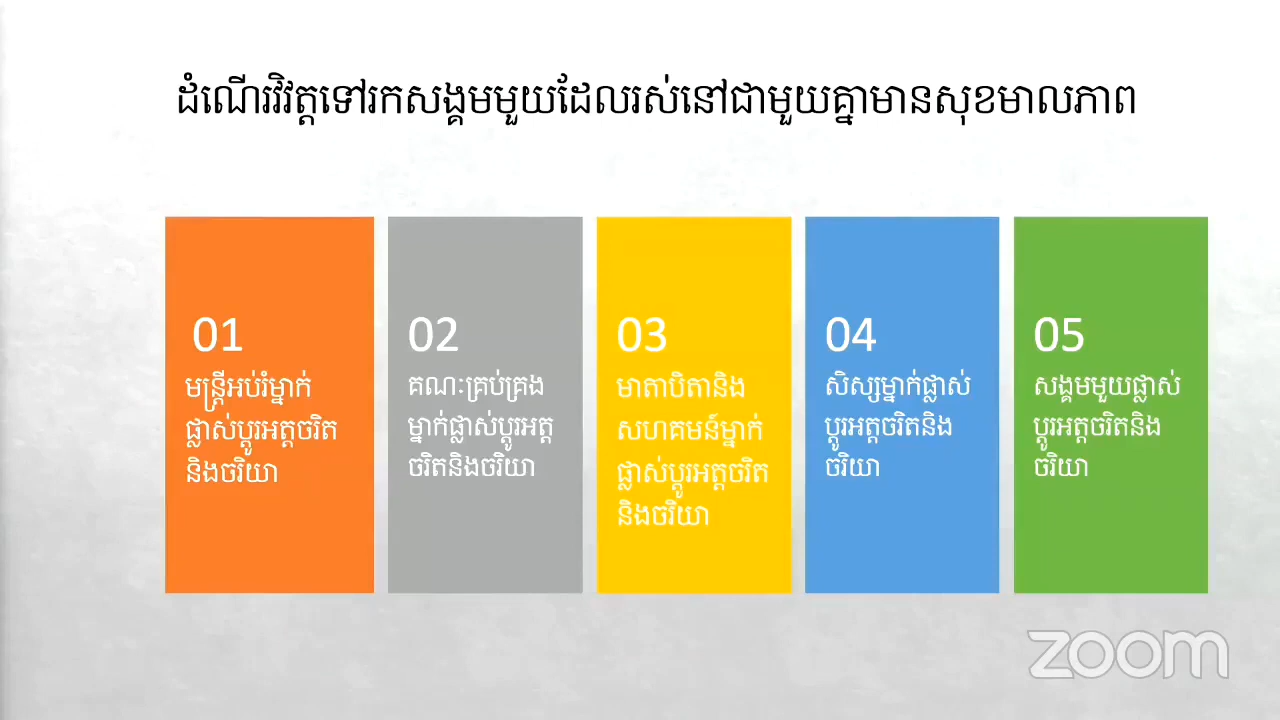 ដំណើរវិវត្តទៅរកសង្គមមួយដែលរស់នៅជាមួយគ្នាមានសុខមាលភាព
01
មន្ត្រីអប់រំម្នាក់
ផ្លាស់ប្តូរអត្តចរិត
និងចរិយា
02
គណៈគ្រប់គ្រង
ម្នាក់ផ្លាស់ប្តូរអត្ត
ចរិតនិងចរិយា
03
មាតាបិតានិង
សហគមន៍ម្នាក់
ផ្លាស់ប្តូរអត្តចរិត
និងចរិយា
04
សិស្សម្នាក់ផ្លាស់
ប្តូរអត្តចរិតនិង
ចរិយា
05
សង្គមមួយផ្លាស់
ប្តូរអត្តចរិតនិង
ចរិយា
zoom